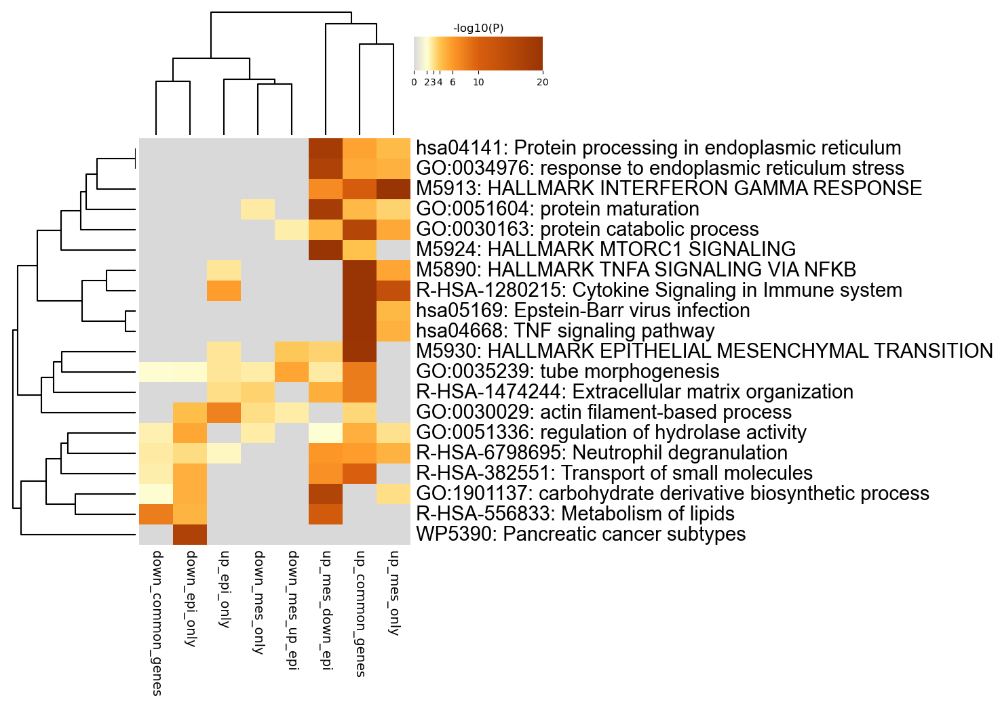 -log10(P)
0 2 3 4 6 10 20
hsa04141: Protein processing in endoplasmic reticulum
GO:0034976: response to endoplasmic reticulum stress
M5913: HALLMARK INTERFERON GAMMA RESPONSE
GO:0051604: protein maturation
GO:0030163: protein catabolic process
M5924: HALLMARK MTORC1 SIGNALING
M5890: HALLMARK TNFA SIGNALING VIA NFKB
R-HSA-1280215: Cytokine Signaling in Immune system
hsa05169: Epstein-Barr virus infection
hsa04668: TNF signaling pathway
M5930: HALLMARK EPITHELIAL MESENCHYMAL TRANSITION
GO:0035239: tube morphogenesis
R-HSA-1474244: Extracellular matrix organization
GO:0030029: actin filament-based process
GO:0051336: regulation of hydrolase activity
R-HSA-6798695: Neutrophil degranulation
R-HSA-382551: Transport of small molecules
GO:1901137: carbohydrate derivative biosynthetic process
R-HSA-556833: Metabolism of lipids
WP5390: Pancreatic cancer subtypes
down_common_genes
down_epi_only
up_epi_only
down_mes_only
down_mes_up_epi
up_mes_down_epi
up_common_genes
up_mes_only